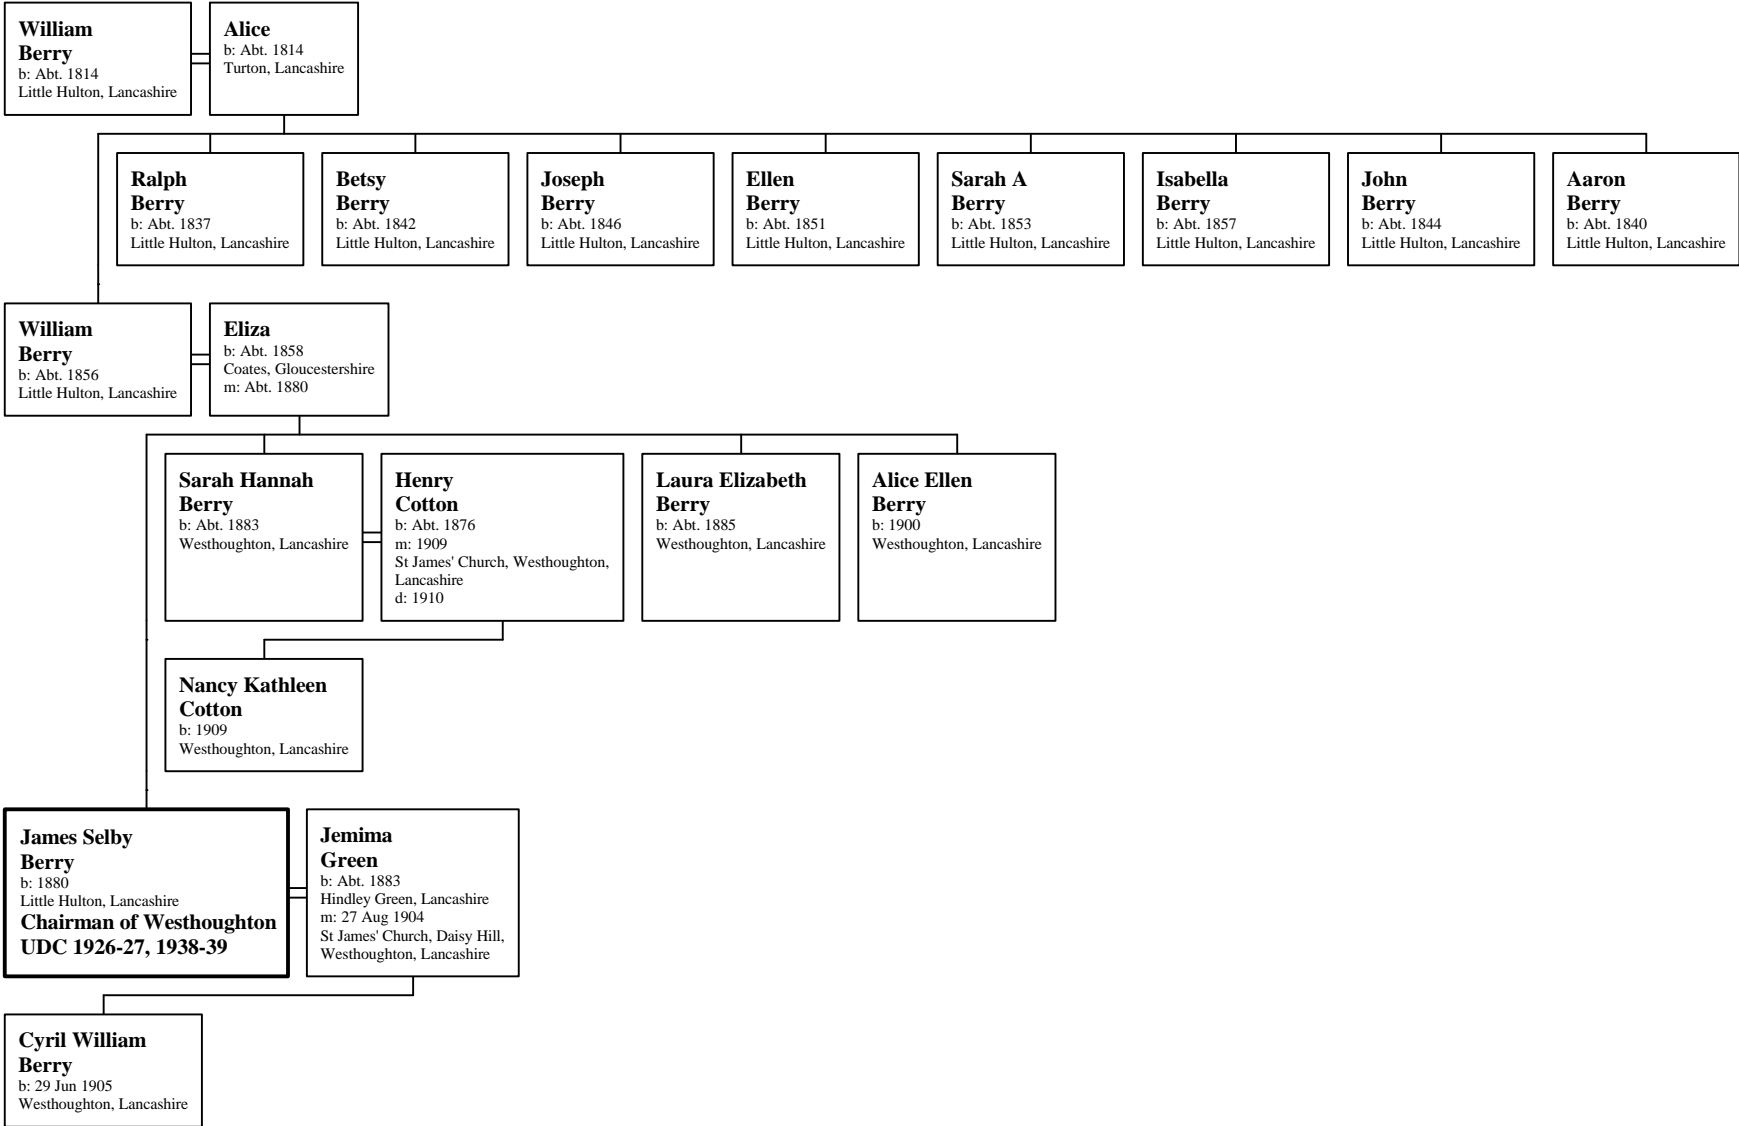 William
Berry
b: Abt. 1814
Little Hulton, Lancashire
Alice
b: Abt. 1814
Turton, Lancashire
Ralph
Berry
b: Abt. 1837
Little Hulton, Lancashire
Betsy
Berry
b: Abt. 1842
Little Hulton, Lancashire
Joseph
Berry
b: Abt. 1846
Little Hulton, Lancashire
Ellen
Berry
b: Abt. 1851
Little Hulton, Lancashire
Sarah A
Berry
b: Abt. 1853
Little Hulton, Lancashire
Isabella
Berry
b: Abt. 1857
Little Hulton, Lancashire
John
Berry
b: Abt. 1844
Little Hulton, Lancashire
Aaron
Berry
b: Abt. 1840
Little Hulton, Lancashire
William
Berry
b: Abt. 1856
Little Hulton, Lancashire
Eliza
b: Abt. 1858
Coates, Gloucestershire
m: Abt. 1880
Sarah Hannah
Berry
b: Abt. 1883
Westhoughton, Lancashire
Henry
Cotton
b: Abt. 1876
m: 1909
St James' Church, Westhoughton,
Lancashire
d: 1910
Laura Elizabeth
Berry
b: Abt. 1885
Westhoughton, Lancashire
Alice Ellen
Berry
b: 1900
Westhoughton, Lancashire
Nancy Kathleen
Cotton
b: 1909
Westhoughton, Lancashire
James Selby
Berry
b: 1880
Little Hulton, Lancashire
Chairman of Westhoughton
UDC 1926-27, 1938-39
Jemima
Green
b: Abt. 1883
Hindley Green, Lancashire
m: 27 Aug 1904
St James' Church, Daisy Hill,
Westhoughton, Lancashire
Cyril William
Berry
b: 29 Jun 1905
Westhoughton, Lancashire